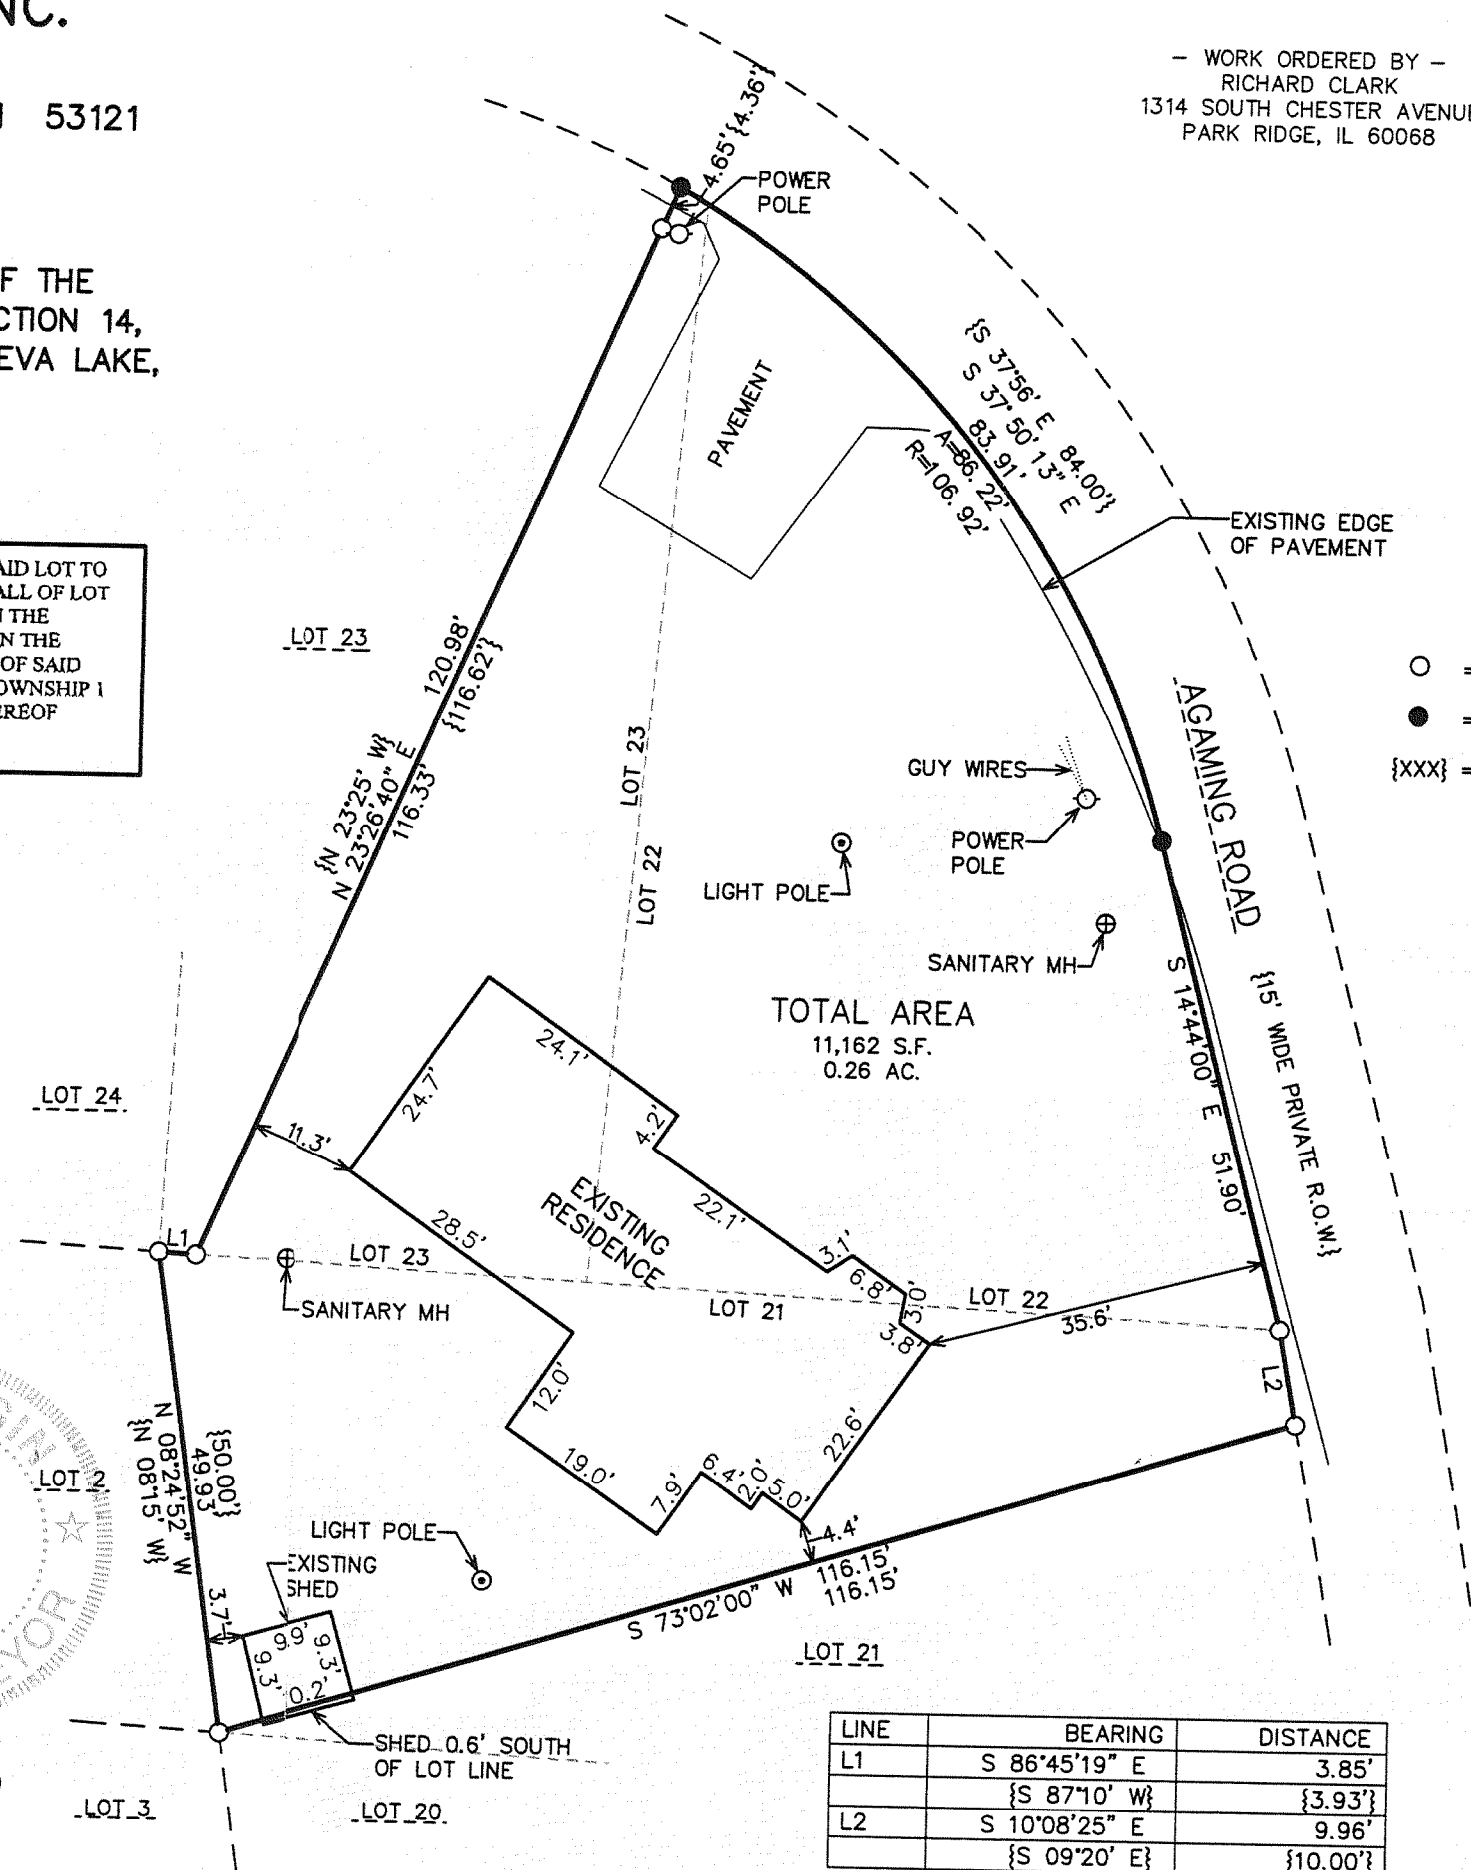 NC.
53121
– WORK ORDERED BY –
RICHARD CLARK
1314 SOUTH CHESTER AVENUE
PARK RIDGE, IL 60068
F THE
CTION 14,
EVA LAKE,
AID LOT TO
ALL OF LOT
N THE
N THE
OF SAID
OWNSHIP 1
EREOF
4.65' {4.36'}
POWER
POLE
PAVEMENT
{S 37°56' E 84.00'}
S 37°50'13" E
83.91'
A=86.22'
R=106.92'
EXISTING EDGE
OF PAVEMENT
LOT 23
120.98'
{116.62'}
{N 23°25' W}
N 23°26'40" E
116.33'
LOT 23
LOT 22
GUY WIRES
POWER
POLE
LIGHT POLE
SANITARY MH
AGAMING ROAD
{15' WIDE PRIVATE R.O.W.}
○ =
● =
{XXX} =
TOTAL AREA
11,162 S.F.
0.26 AC.
S 14°44'00" E 51.90'
LOT 24
24.1'
24.7'
4.2'
11.3'
22.1'
EXISTING
RESIDENCE
28.5'
3.1'
6.8'
3.0'
3.8'
L1
LOT 23
SANITARY MH
LOT 21
LOT 22
35.6'
L2
12.0'
19.0'
7.9'
6.4'
2.0'
5.0'
22.6'
4.4'
{50.00'}
49.93'
N 08°24'52" W
{N 08°15' W}
GIN
YOR
LOT 2
LIGHT POLE
EXISTING
SHED
3.7'
9.9'
9.3'
9.3'
10.2'
S 73°02'00" W 116.15'
116.15'
LOT 21
SHED 0.6' SOUTH
OF LOT LINE
LOT 3
LOT 20
LINE BEARING DISTANCE
L1 S 86°45'19" E 3.85'
{S 87°10' W} {3.93'}
L2 S 10°08'25" E 9.96'
{S 09°20' E} {10.00'}